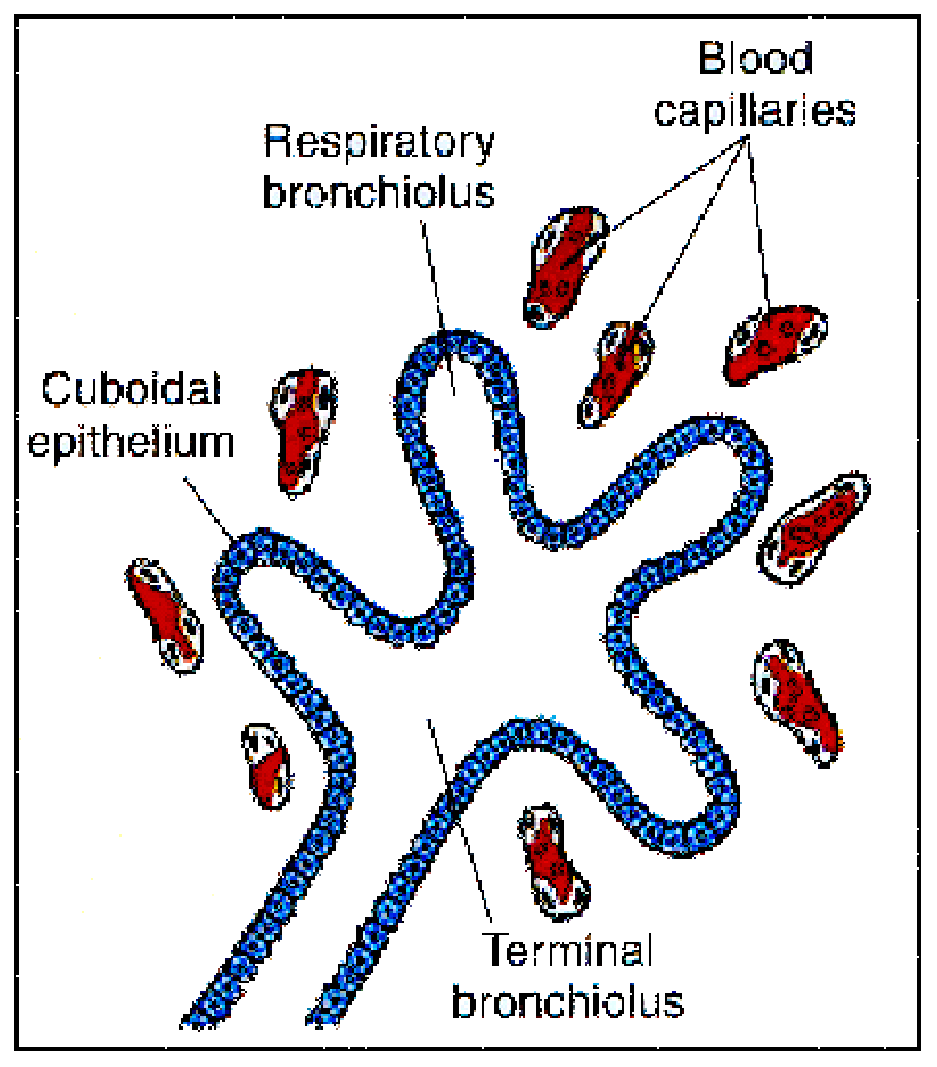 Blood
capillaries
Respiratory
bronchiolus
Cuboidal
epithelium
Terminal
bronchiolus